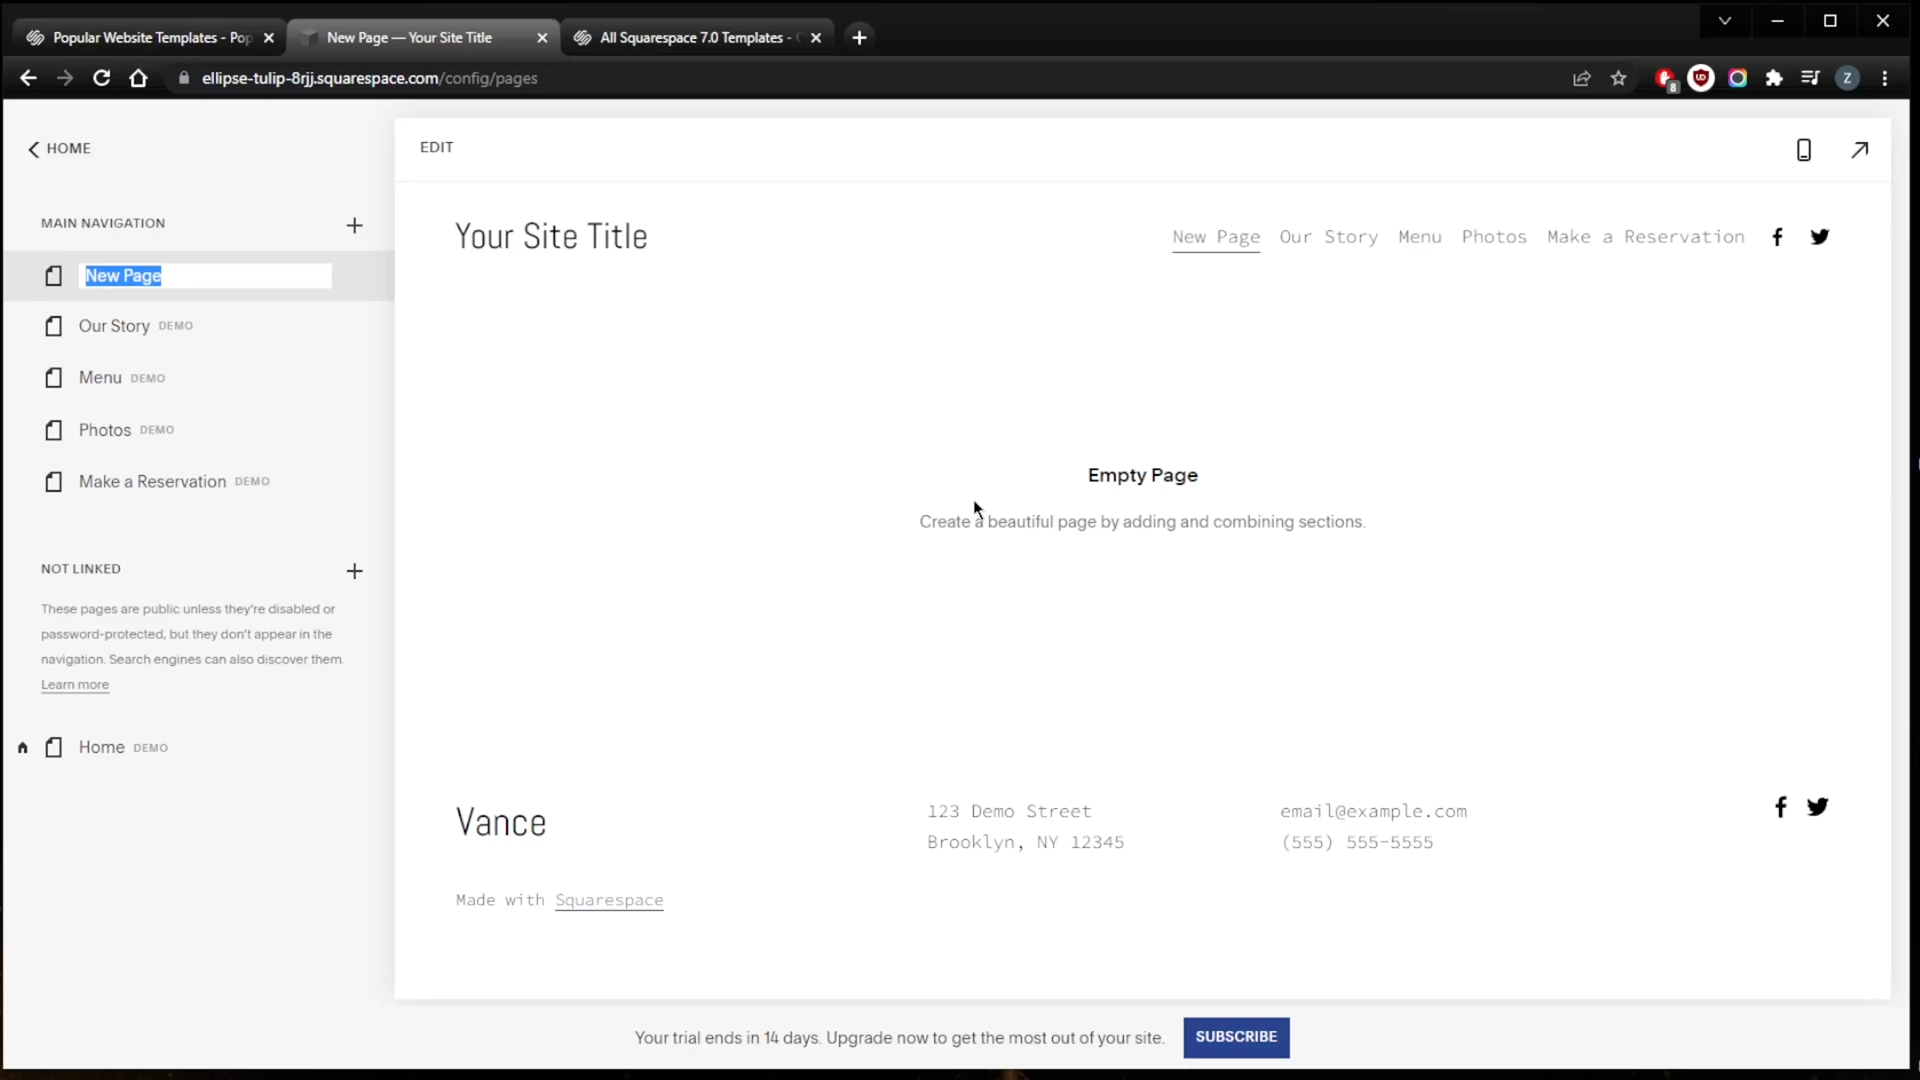 Popular Website Templates - Pop
New Page — Your Site Title
All Squarespace 7.0 Templates -
ellipse-tulip-8rjj.squarespace.com/config/pages
8
Z
HOME
EDIT
MAIN NAVIGATION
New Page
Our Story DEMO
Menu DEMO
Photos DEMO
Make a Reservation DEMO
NOT LINKED
These pages are public unless they're disabled or
password-protected, but they don't appear in the
navigation. Search engines can also discover them.
Learn more
Home DEMO
Your Site Title
New Page Our Story Menu Photos Make a Reservation
Empty Page
Create a beautiful page by adding and combining sections.
Vance
123 Demo Street
Brooklyn, NY 12345
email@example.com
(555) 555-5555
Made with Squarespace
Your trial ends in 14 days. Upgrade now to get the most out of your site.
SUBSCRIBE